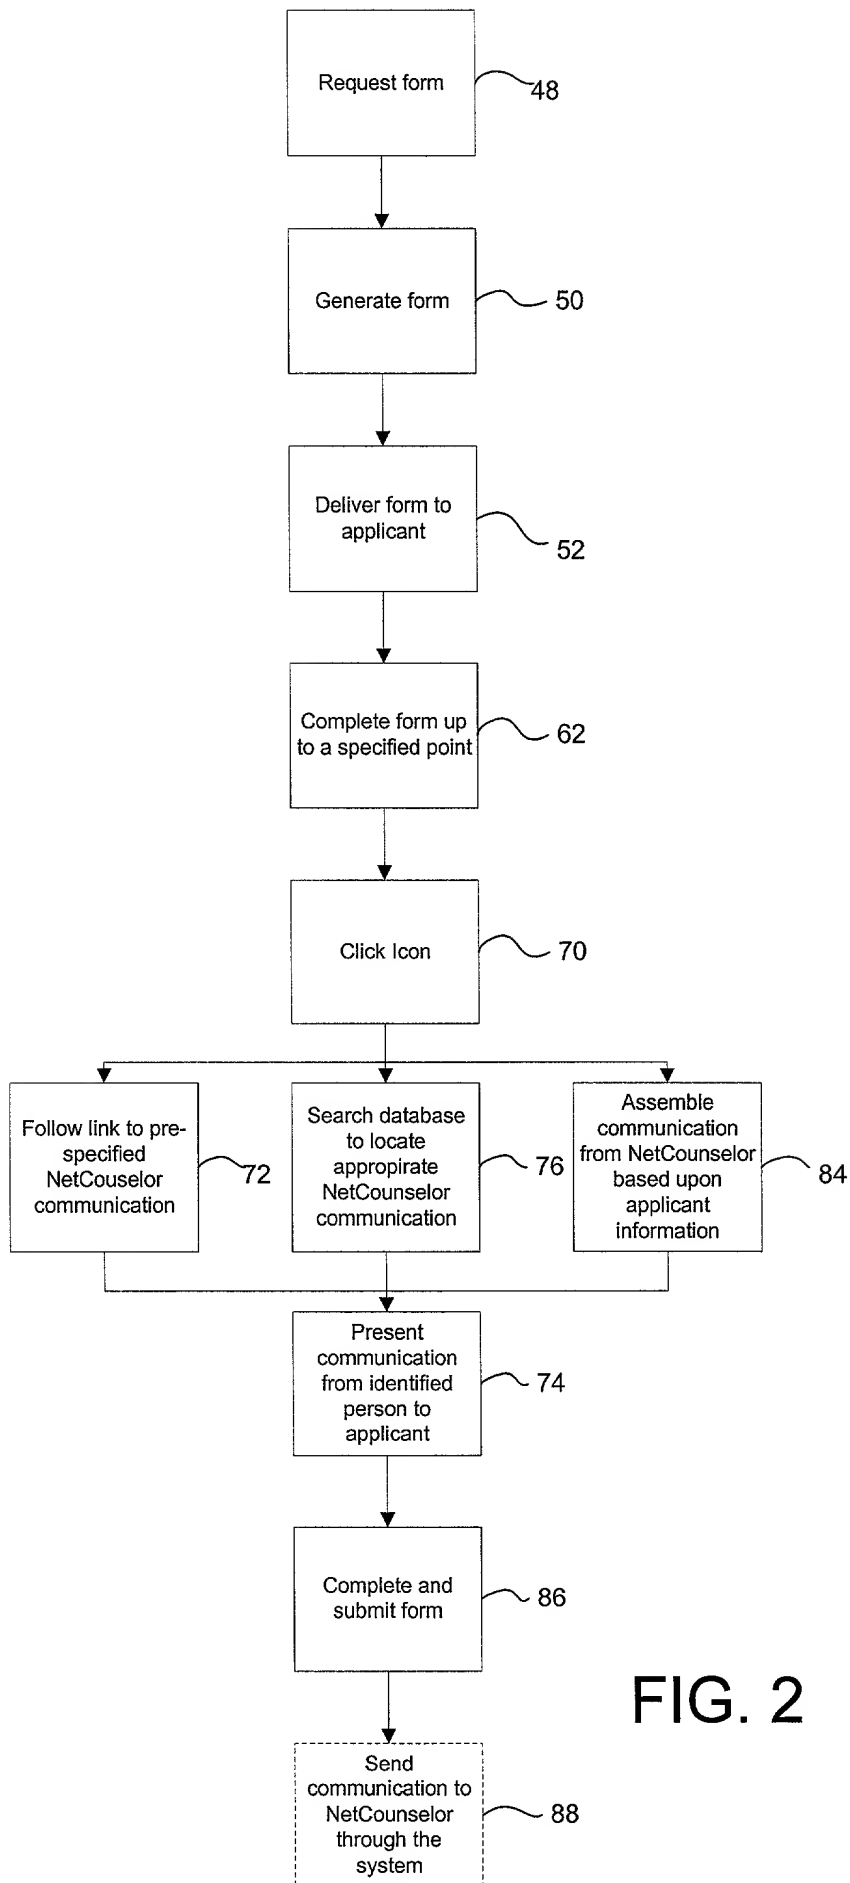 Request form
48
Generate form
50
Deliver form to
applicant
52
Complete form up
to a specified point
62
Click Icon
70
Follow link to pre-
specified
NetCouselor
communication
72
Search database
to locate
appropirate
NetCounselor
communication
76
Assemble
communication
from NetCounselor
based upon
applicant
information
84
Present
communication
from identified
person to
applicant
74
Complete and
submit form
86
FIG. 2
Send
communication to
NetCounselor
through the
system
88